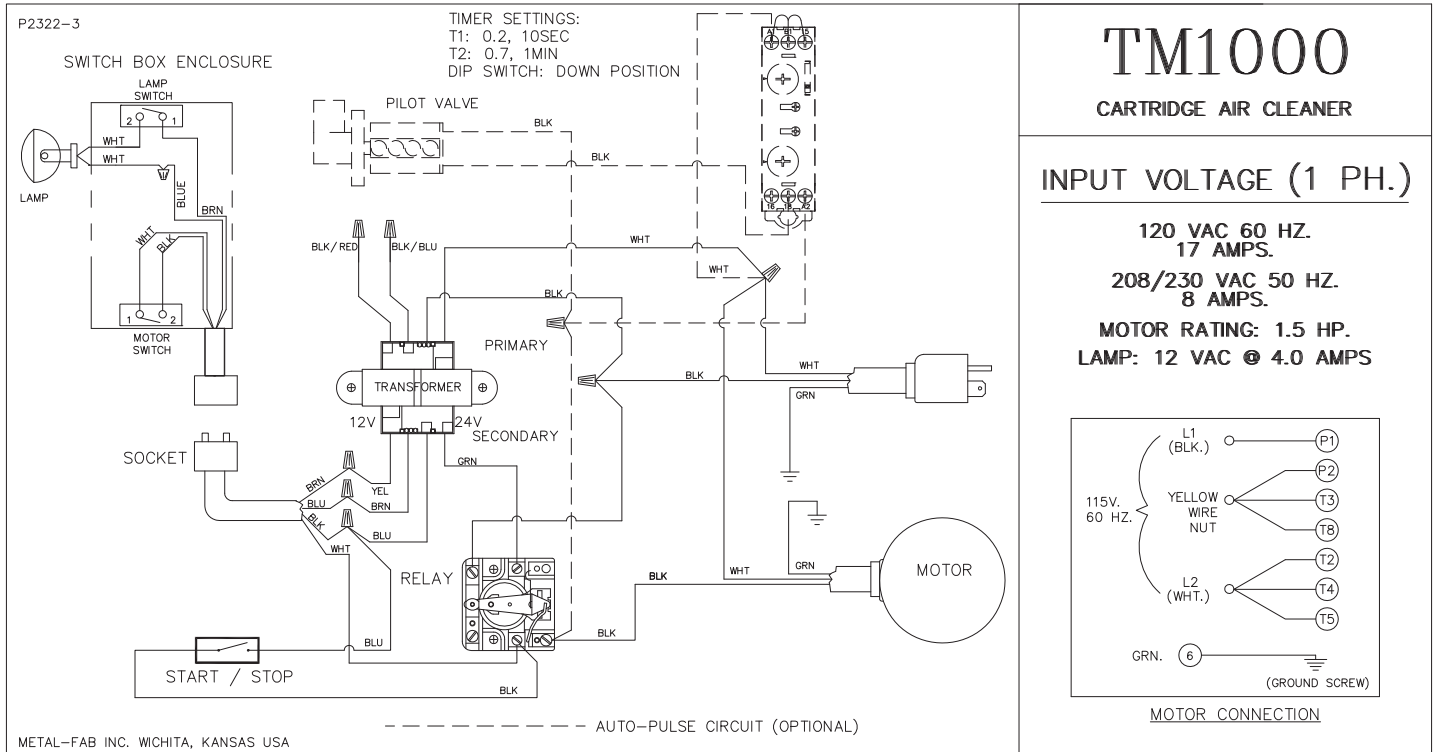 P2322-3
TIMER SETTINGS:
T1: 0.2, 10SEC
T2: 0.7, 1MIN
DIP SWITCH: DOWN POSITION
SWITCH BOX ENCLOSURE
LAMP
SWITCH
2 1
WHT
WHT
LAMP
BLUE
BRN
WHT
BLK
1 2
MOTOR
SWITCH
PILOT VALVE
BLK
BLK
A1 B1 15
16 18 A2
BLK/RED
BLK/BLU
WHT
WHT
BLK
PRIMARY
TRANSFORMER
12V
24V
SECONDARY
WHT
BLK
GRN
SOCKET
GRN
BRN
YEL
BLU
BRN
BLK
BLU
WHT
RELAY
BLK
WHT
GRN
MOTOR
BLK
BLU
START / STOP
BLK
AUTO-PULSE CIRCUIT (OPTIONAL)
METAL-FAB INC. WICHITA, KANSAS USA
TM1000
CARTRIDGE AIR CLEANER
INPUT VOLTAGE (1 PH.)
120 VAC 60 HZ.
17 AMPS.
208/230 VAC 50 HZ.
8 AMPS.
MOTOR RATING: 1.5 HP.
LAMP: 12 VAC @ 4.0 AMPS
L1
(BLK.)
P1
P2
115V.
60 HZ.
YELLOW
WIRE
NUT
T3
T8
T2
L2
(WHT.)
T4
T5
GRN. 6
(GROUND SCREW)
MOTOR CONNECTION